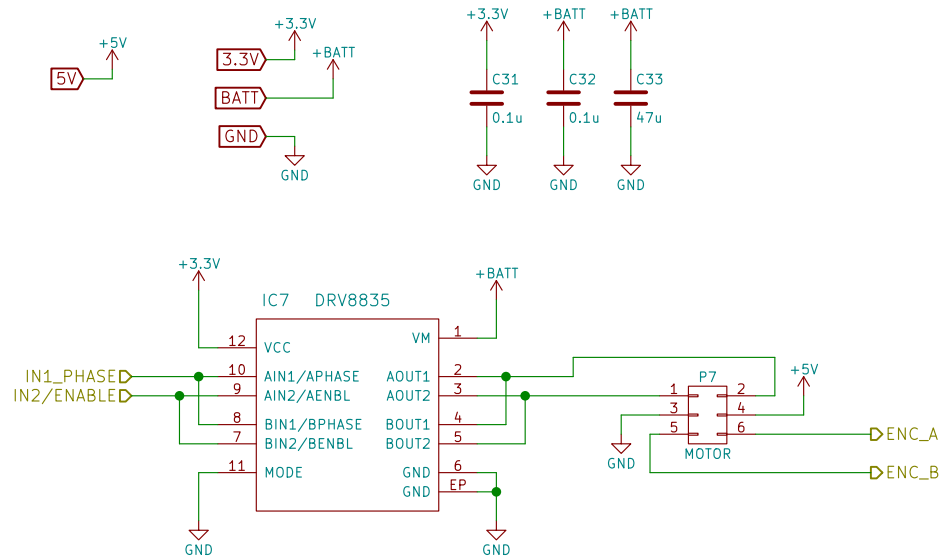 +5V
5V
+3.3V
+BATT
3.3V
BATT
GND
GND
+3.3V
+BATT
+BATT
C31
C32
C33
0.1u
0.1u
47u
GND
GND
GND
+3.3V
+BATT
IC7 DRV8835
12 VCC
VM 1
IN1_PHASE
10 AIN1/APHASE
AOUT1 2
IN2/ENABLE
9 AIN2/AENBL
AOUT2 3
8 BIN1/BPHASE
BOUT1 4
7 BIN2/BENBL
BOUT2 5
11 MODE
GND 6
GND EP
GND
GND
P7
+5V
1 2
3 4
5 6
GND
MOTOR
ENC_A
ENC_B